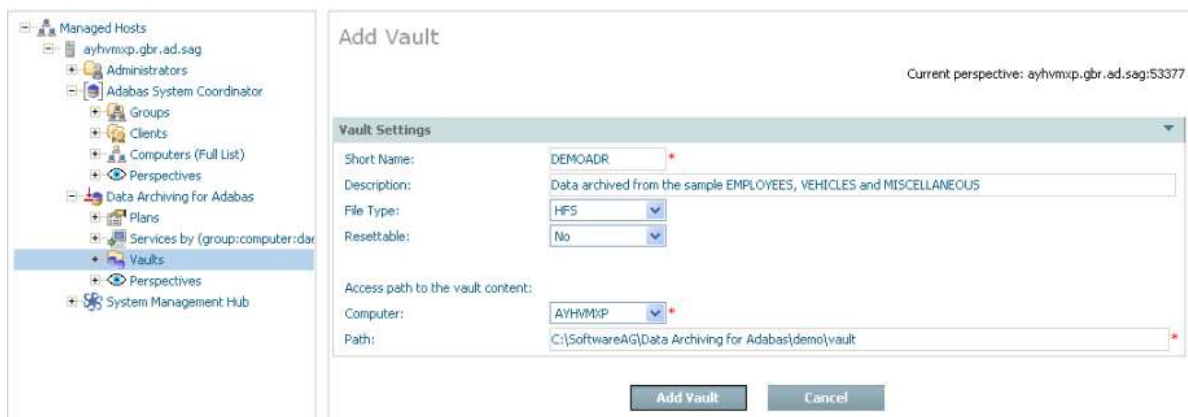 Managed Hosts
ayhvmxp.gbr.ad.sag
Administrators
Adabas System Coordinator
Groups
Clients
Computers (Full List)
Perspectives
Data Archiving for Adabas
Plans
Services by (group:computer:dae
Vaults
Perspectives
System Management Hub
Add Vault
Current perspective: ayhvmxp.gbr.ad.sag:53377
Vault Settings
Short Name: DEMOADR *
Description: Data archived from the sample EMPLOYEES, VEHICLES and MISCELLANEOUS
File Type: HFS
Resettable: No
Access path to the vault content:
Computer: AYHVMXP *
Path: C:\SoftwareAG\Data Archiving for Adabas\demo\vault *
Add Vault Cancel